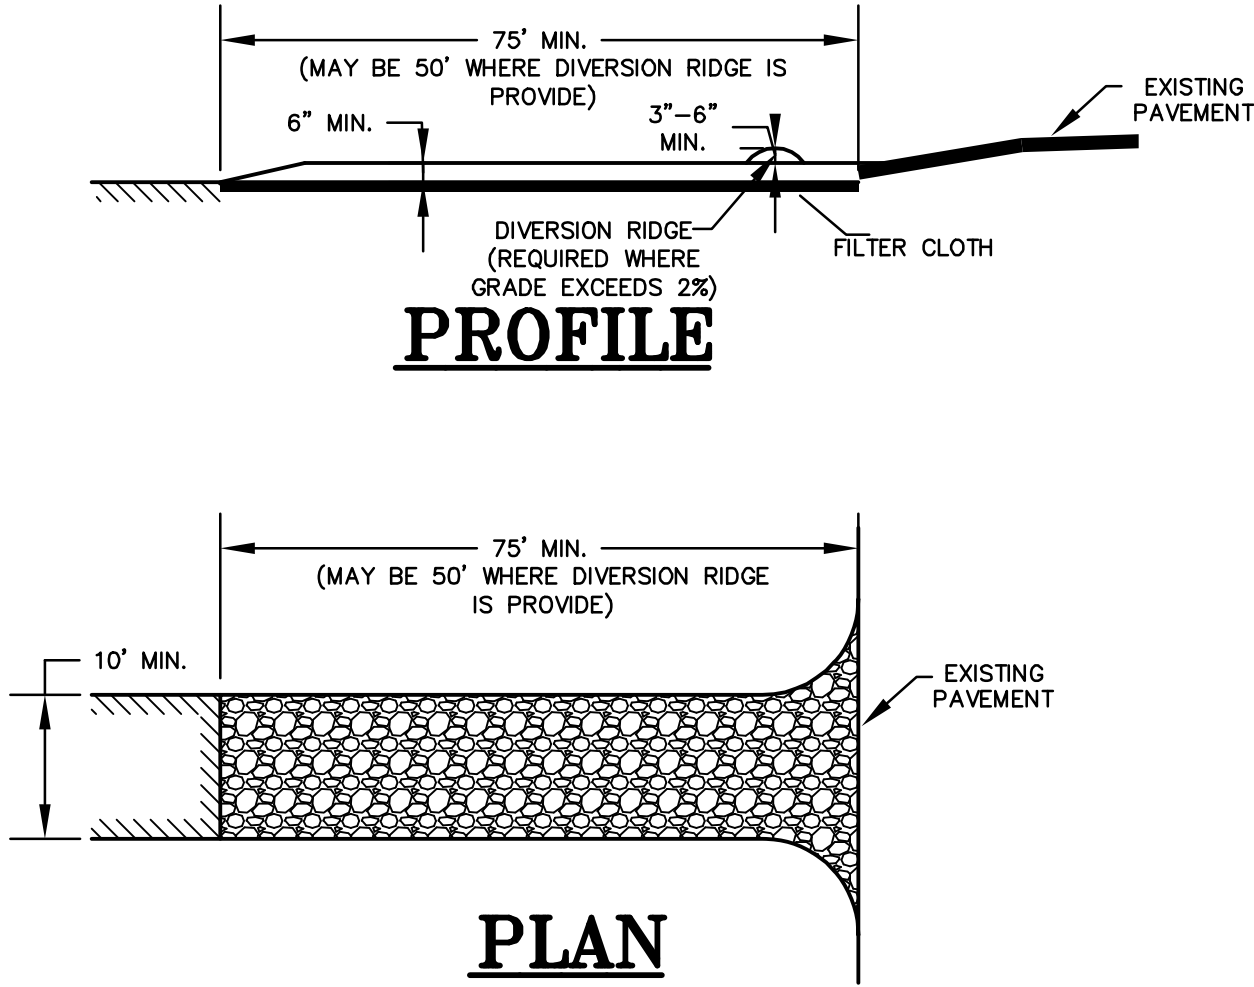 75' MIN.
(MAY BE 50' WHERE DIVERSION RIDGE IS
PROVIDE)
6" MIN.
3"-6"
MIN.
EXISTING
PAVEMENT
DIVERSION RIDGE
(REQUIRED WHERE
GRADE EXCEEDS 2%)
FILTER CLOTH
PROFILE
75' MIN.
(MAY BE 50' WHERE DIVERSION RIDGE
IS PROVIDE)
10' MIN.
EXISTING
PAVEMENT
PLAN